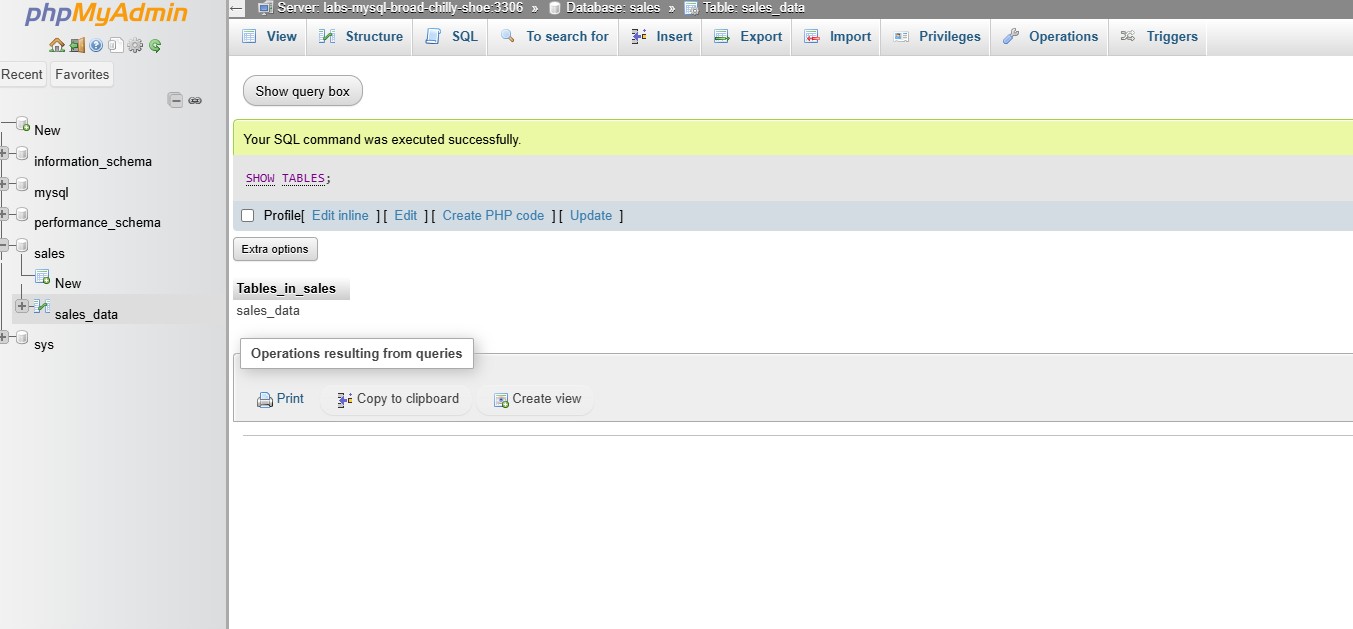 phpMyAdmin
Recent Favorites
New
information_schema
mysql
performance_schema
sales
New
sales_data
sys
Server: labs-mysql-broad-chilly-shoe:3306 » Database: sales » Table: sales_data
View Structure SQL To search for Insert Export Import Privileges Operations Triggers
Show query box
Your SQL command was executed successfully.
SHOW TABLES;
Profile[ Edit inline ] [ Edit ] [ Create PHP code ] [ Update ]
Extra options
Tables_in_sales
sales_data
Operations resulting from queries
Print Copy to clipboard Create view